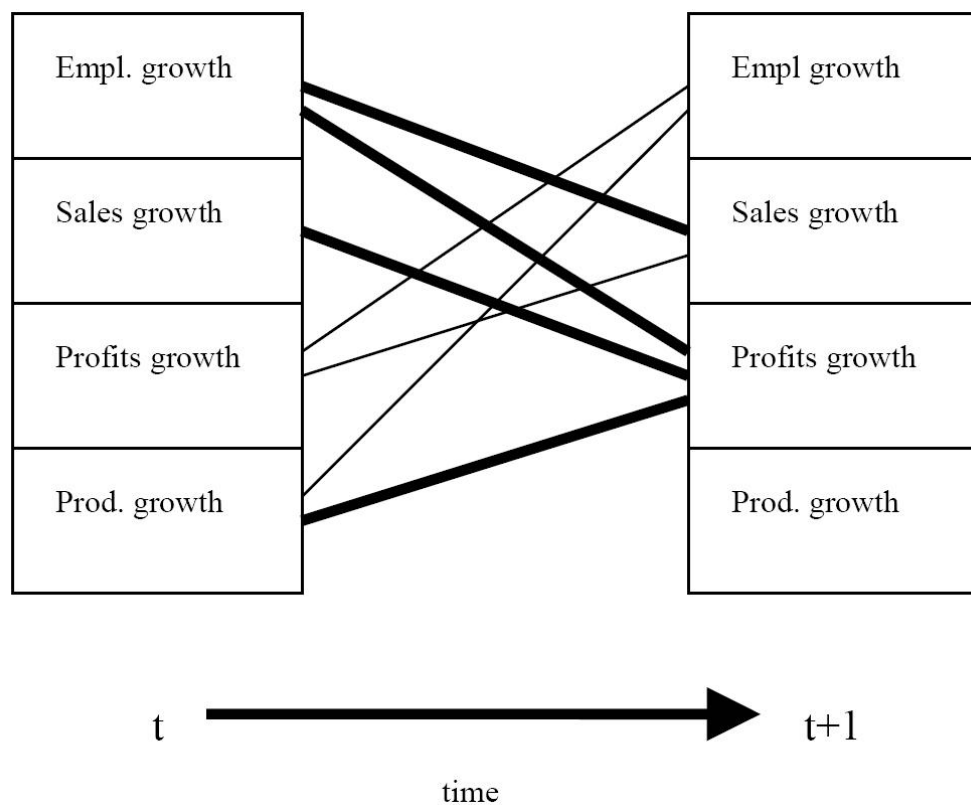 Empl. growth
Sales growth
Profits growth
Prod. growth
Empl growth
Sales growth
Profits growth
Prod. growth
t
t+1
time